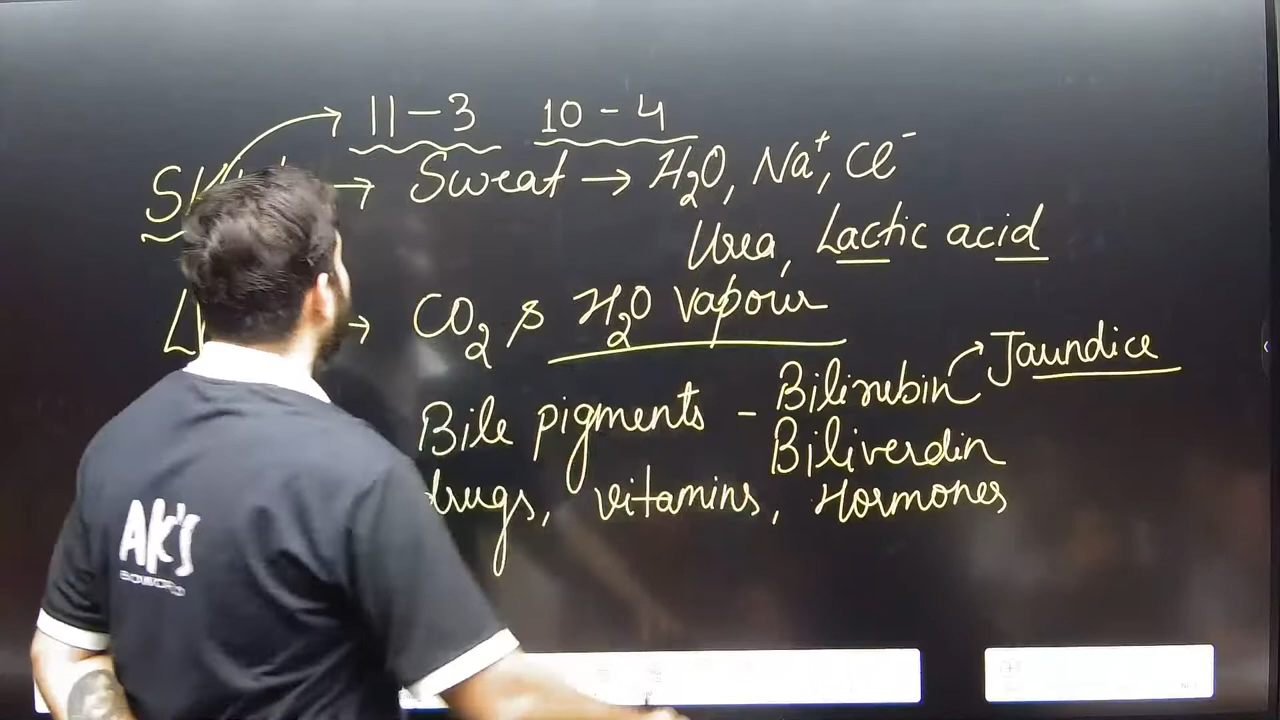 11-3 10-4
→ Sweat → H₂O, Na⁺, Cl⁻
Urea, Lactic acid
→ CO₂ & H₂O vapour
Bile pigments - Bilirubin → Jaundice
Biliverdin
drugs, vitamins, Hormones
AK's